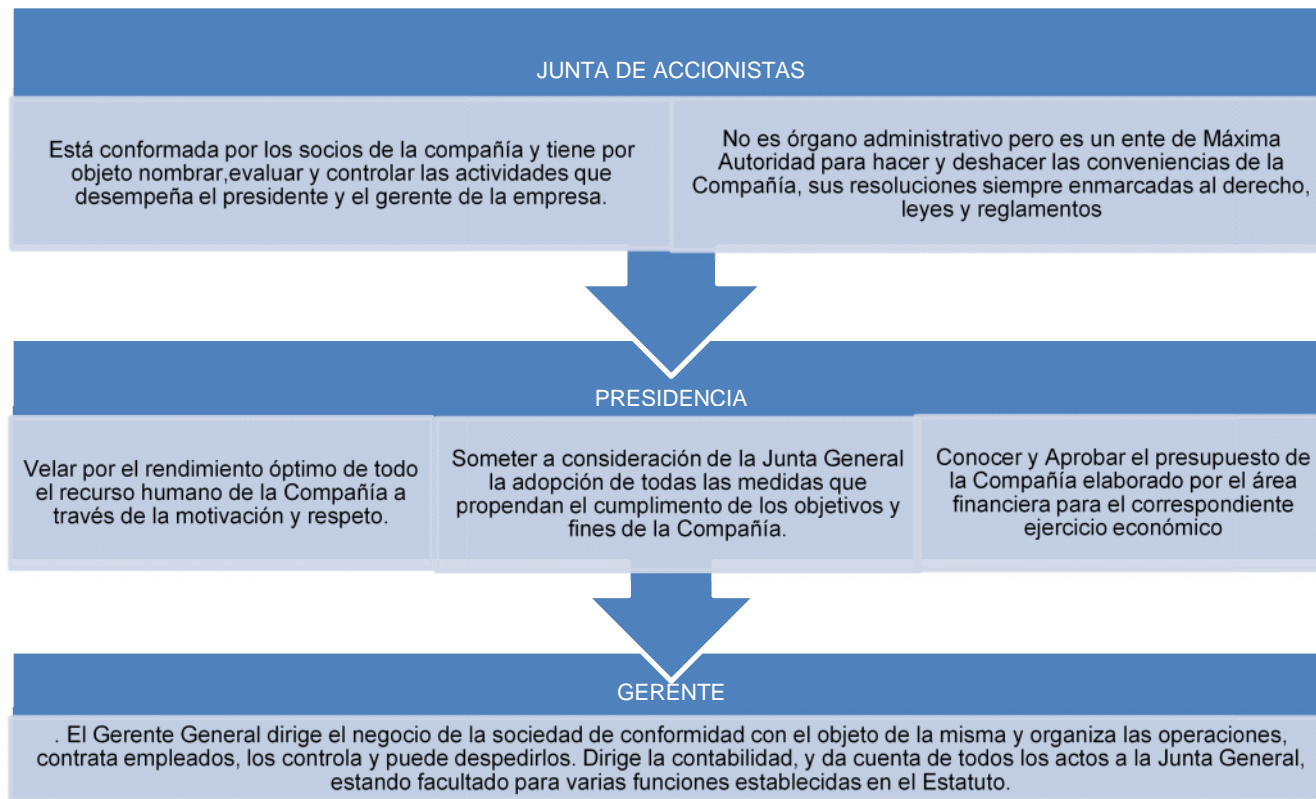 JUNTA DE ACCIONISTAS
Está conformada por los socios de la compañía y tiene por
objeto nombrar,evaluar y controlar las actividades que
desempeña el presidente y el gerente de la empresa.
No es órgano administrativo pero es un ente de Máxima
Autoridad para hacer y deshacer las conveniencias de la
Compañía, sus resoluciones siempre enmarcadas al derecho,
leyes y reglamentos
PRESIDENCIA
Velar por el rendimiento óptimo de todo
el recurso humano de la Compañía a
través de la motivación y respeto.
Someter a consideración de la Junta General
la adopción de todas las medidas que
propendan el cumplimento de los objetivos y
fines de la Compañía.
Conocer y Aprobar el presupuesto de
la Compañía elaborado por el área
financiera para el correspondiente
ejercicio económico
GERENTE
. El Gerente General dirige el negocio de la sociedad de conformidad con el objeto de la misma y organiza las operaciones,
contrata empleados, los controla y puede despedirlos. Dirige la contabilidad, y da cuenta de todos los actos a la Junta General,
estando facultado para varias funciones establecidas en el Estatuto.